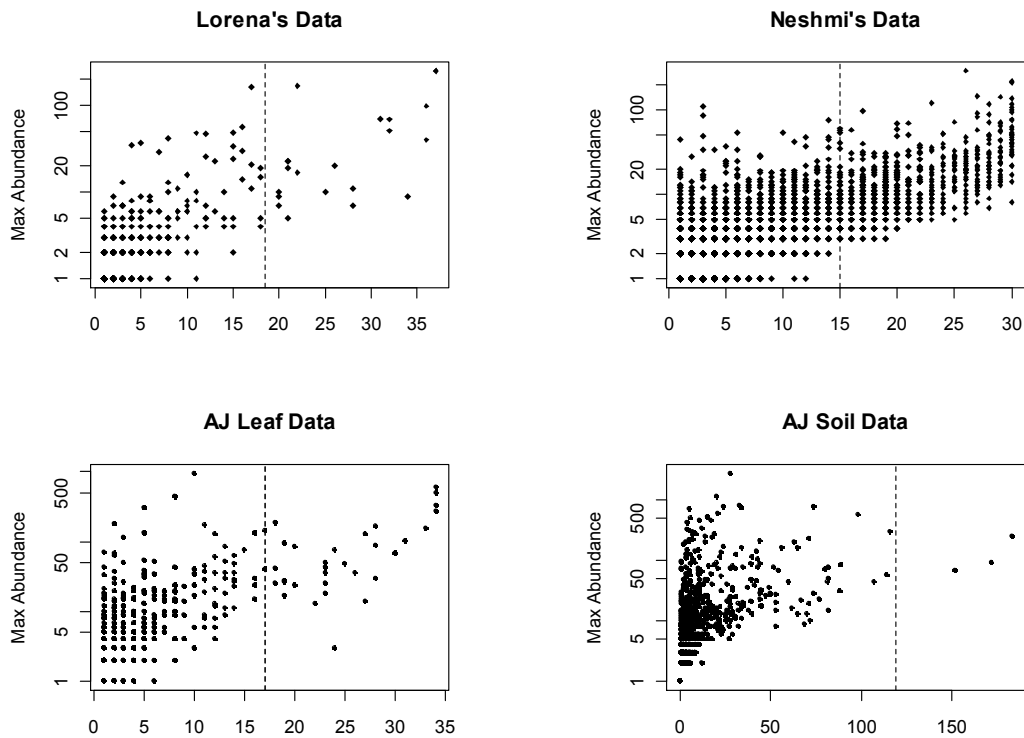 Lorena's Data
Max Abundance
1 2 5 20 100
0 5 10 15 20 25 30 35
Neshmi's Data
Max Abundance
1 2 5 20 100
0 5 10 15 20 25 30
AJ Leaf Data
Max Abundance
1 5 50 500
0 5 10 15 20 25 30 35
AJ Soil Data
Max Abundance
1 5 50 500
0 50 100 150